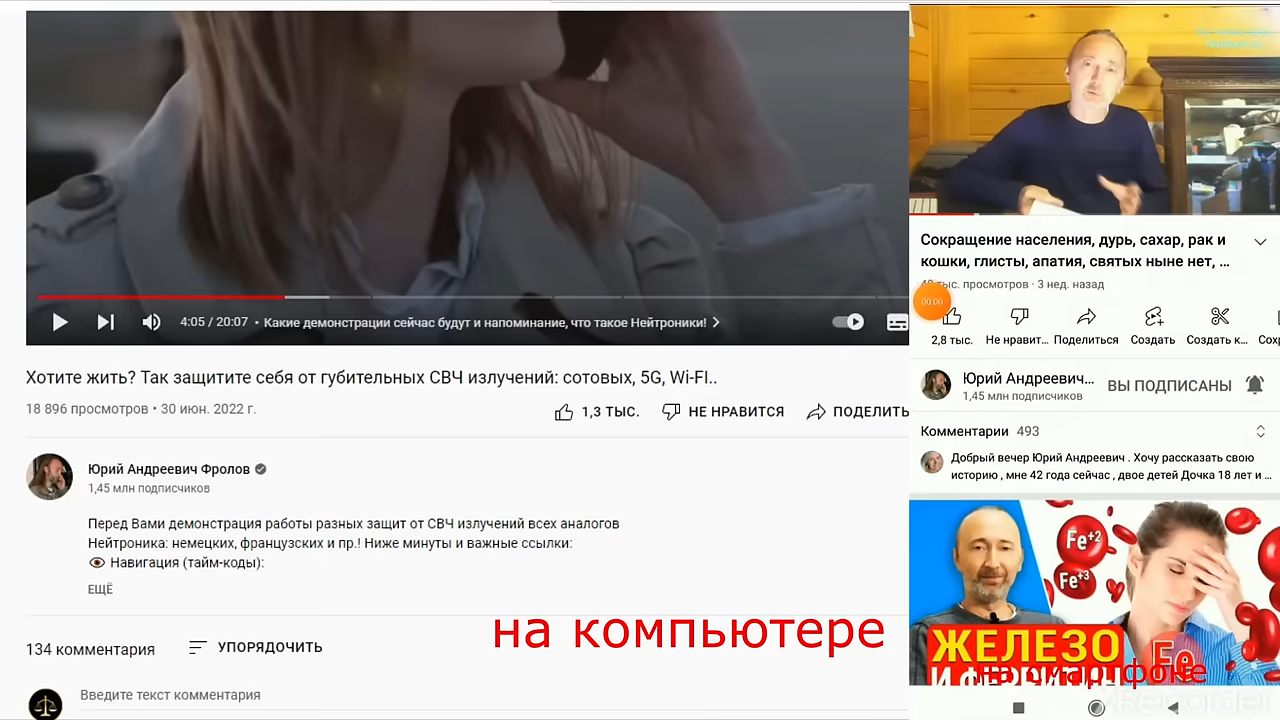 4:05 / 20:07 • Какие демонстрации сейчас будут и напоминание, что такое Нейтроники!
Хотите жить? Так защитите себя от губительных СВЧ излучений: сотовых, 5G, Wi-FI..
18 896 просмотров • 30 июн. 2022 г.
1,3 ТЫС.
НЕ НРАВИТСЯ
ПОДЕЛИТЬ
Юрий Андреевич Фролов
1,45 млн подписчиков
Перед Вами демонстрация работы разных защит от СВЧ излучений всех аналогов
Нейтроника: немецких, французских и пр.! Ниже минуты и важные ссылки:
Навигация (тайм-коды):
ЕЩЁ
на компьютере
134 комментария
УПОРЯДОЧИТЬ
Введите текст комментария
Сокращение населения, дурь, сахар, рак и
кошки, глисты, апатия, святых ныне нет, ...
тыс. просмотров · 3 нед. назад
00:00
2,8 тыс.
Не нравит...
Поделиться
Создать
Создать к...
Сох
Юрий Андреевич...
1,45 млн подписчиков
ВЫ ПОДПИСАНЫ
Комментарии 493
Добрый вечер Юрий Андреевич . Хочу рассказать свою
историю , мне 42 года сейчас , двое детей Дочка 18 лет и ...
Fe+2
Fe+3
ЖЕЛЕЗО
И ФЕРРИТИН
Fe